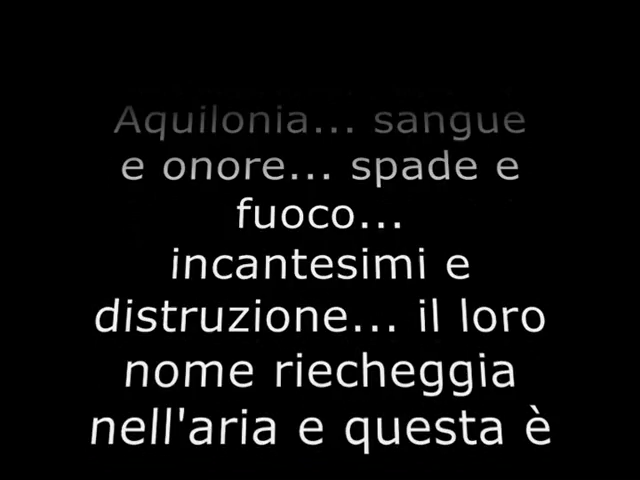 Aquilonia... sangue
e onore... spade e
fuoco...
incantesimi e
distruzione... il loro
nome riecheggia
nell'aria e questa è